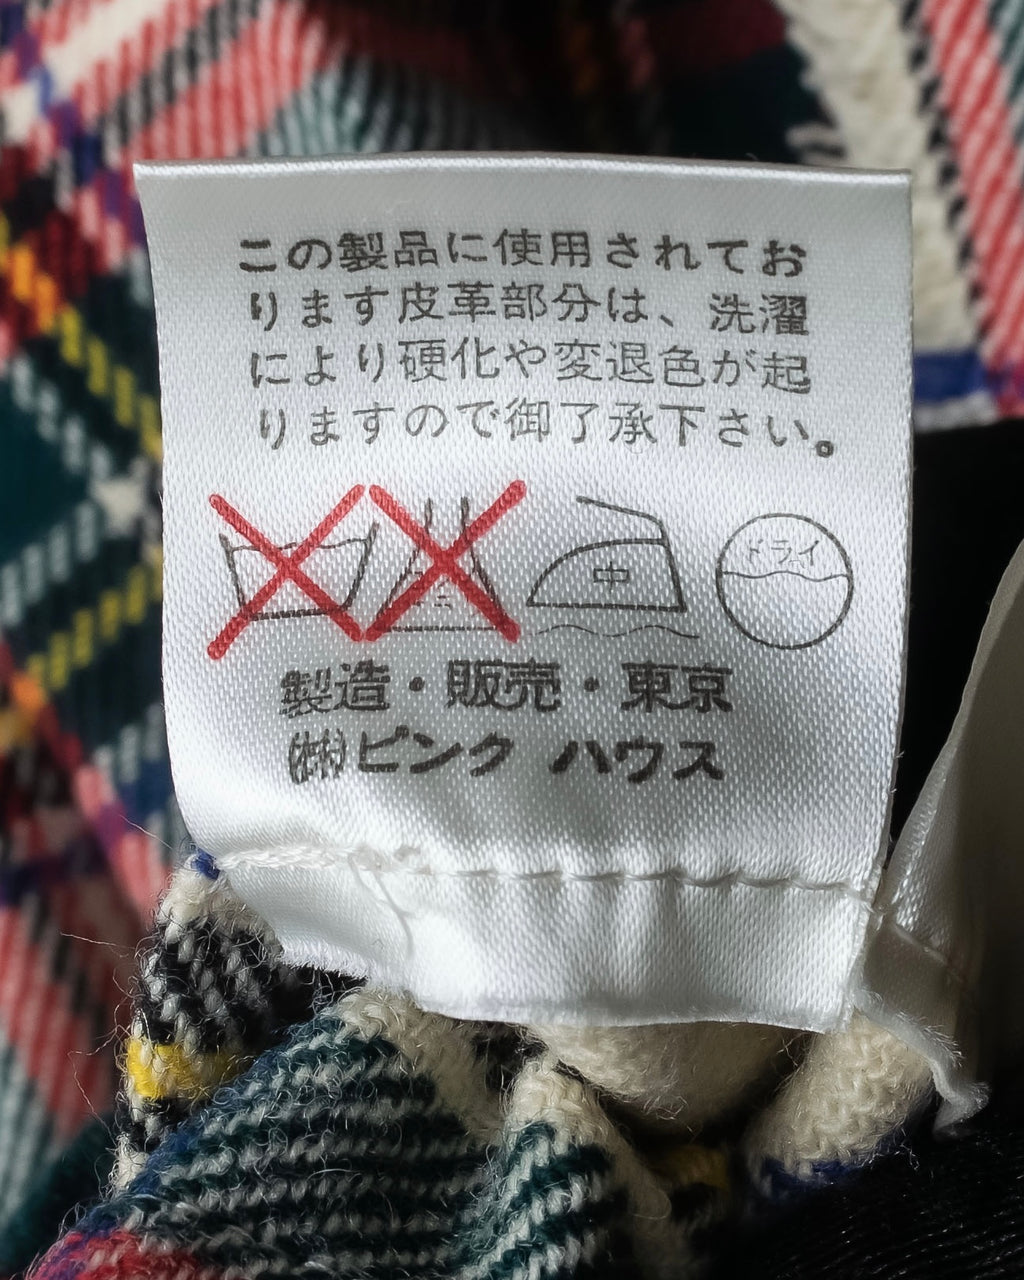 この製品に使用されてお
ります皮革部分は、洗濯
により硬化や変退色が起
りますので御了承下さい。
中
ドライ
製造・販売・東京
㈱ピンク ハウス